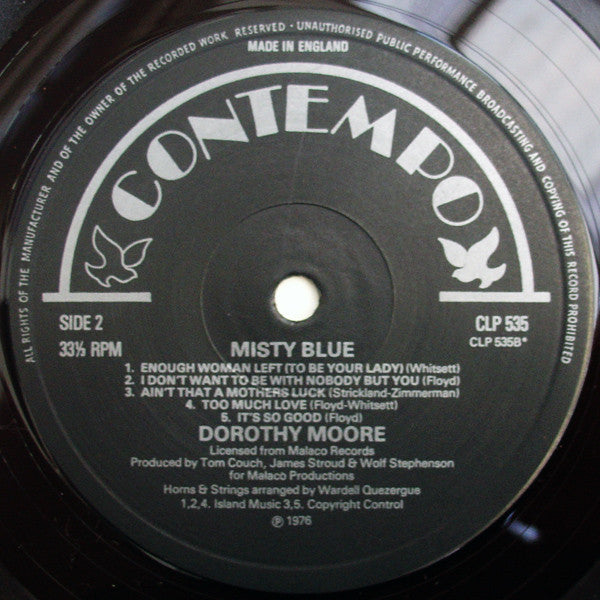 ALL RIGHTS OF THE MANUFACTURER AND OF THE OWNER OF THE RECORDED WORK RESERVED · UNAUTHORISED PUBLIC PERFORMANCE BROADCASTING AND COPYING OF THIS RECORD PROHIBITED
MADE IN ENGLAND
CONTEMPO
SIDE 2
CLP 535
33⅓ RPM
CLP 535B*
MISTY BLUE
1. ENOUGH WOMAN LEFT (TO BE YOUR LADY) (Whitsett)
2. I DON'T WANT TO BE WITH NOBODY BUT YOU (Floyd)
3. AIN'T THAT A MOTHERS LUCK (Strickland-Zimmerman)
4. TOO MUCH LOVE (Floyd-Whitsett)
5. IT'S SO GOOD (Floyd)
DOROTHY MOORE
Licensed from Malaco Records
Produced by Tom Couch, James Stroud & Wolf Stephenson
for Malaco Productions
Horns & Strings arranged by Wardell Quezergue
1,2,4. Island Music 3,5. Copyright Control
℗ 1976